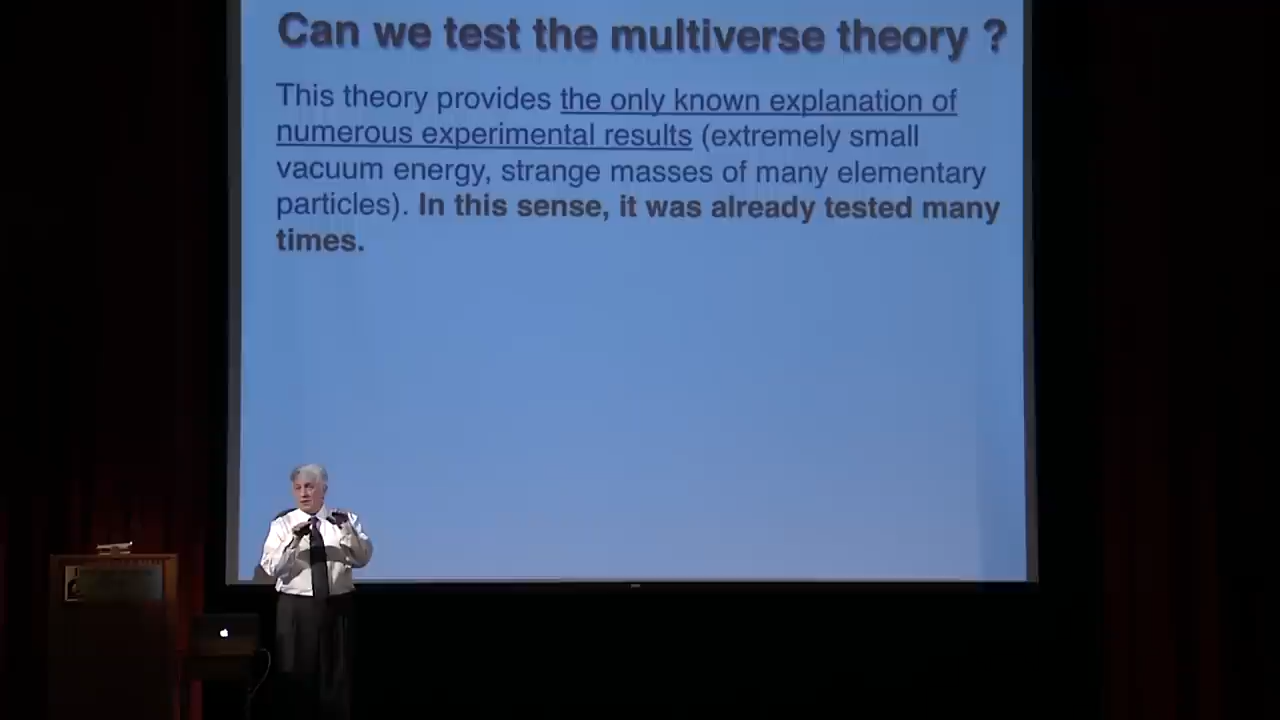 Can we test the multiverse theory ?
This theory provides the only known explanation of
numerous experimental results (extremely small
vacuum energy, strange masses of many elementary
particles). In this sense, it was already tested many
times.